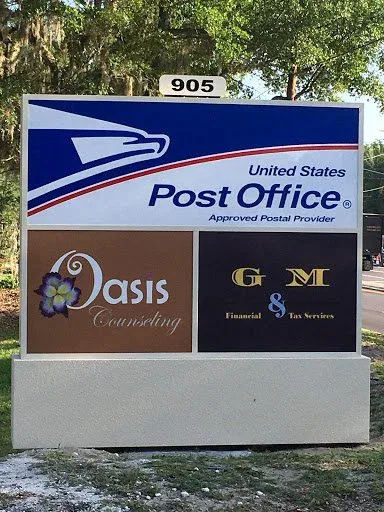 905
United States
Post Office®
Approved Postal Provider
Oasis
Counseling
G & M
Financial Tax Services